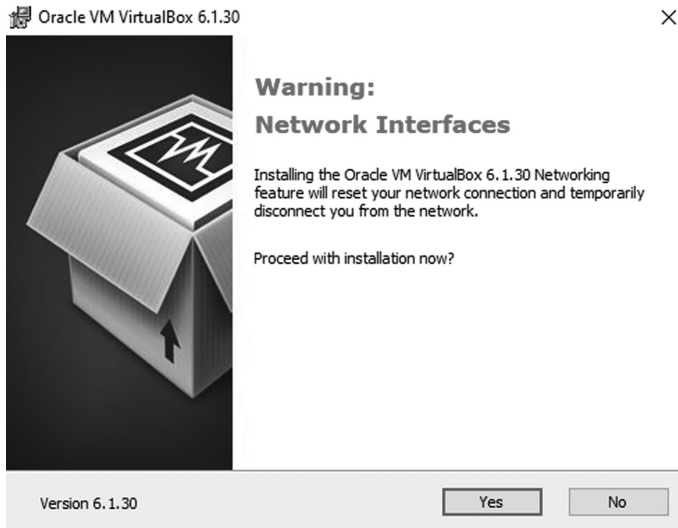 Oracle VM VirtualBox 6.1.30
Warning:
Network Interfaces
Installing the Oracle VM VirtualBox 6.1.30 Networking
feature will reset your network connection and temporarily
disconnect you from the network.
Proceed with installation now?
Version 6.1.30
Yes
No